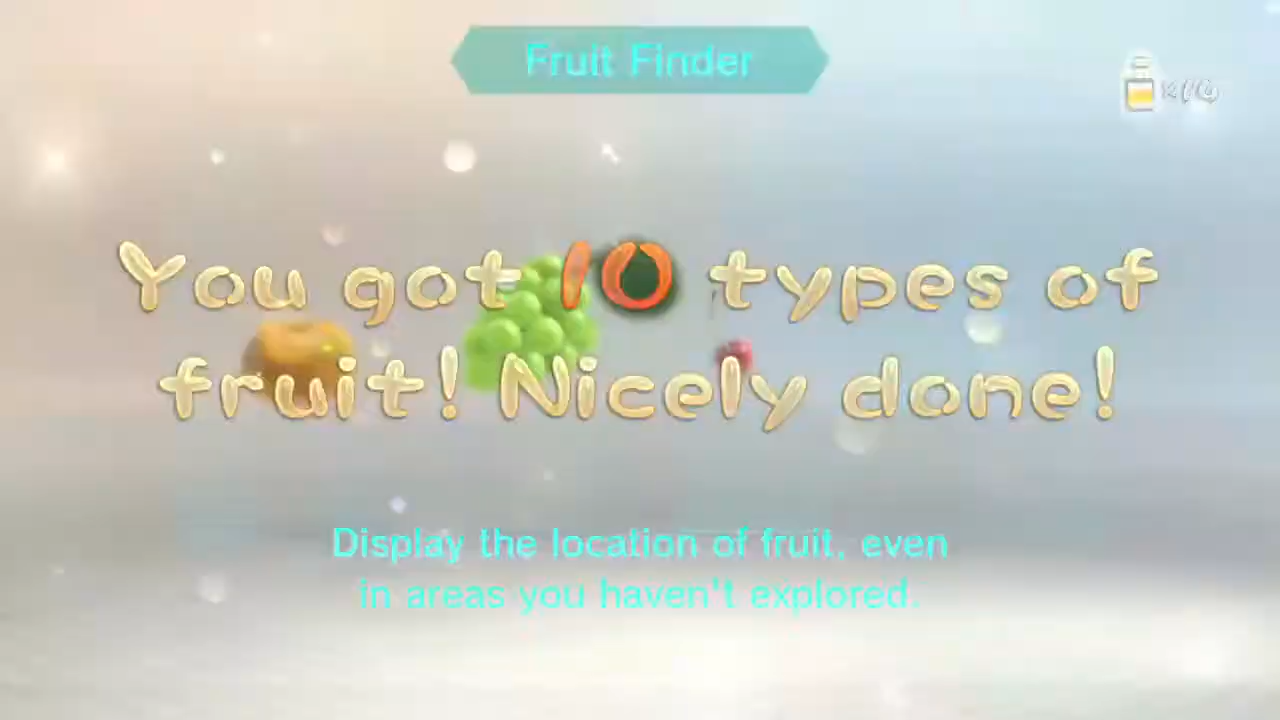 Fruit Finder
You got 10 types of
fruit! Nicely done!
Display the location of fruit, even
in areas you haven't explored.